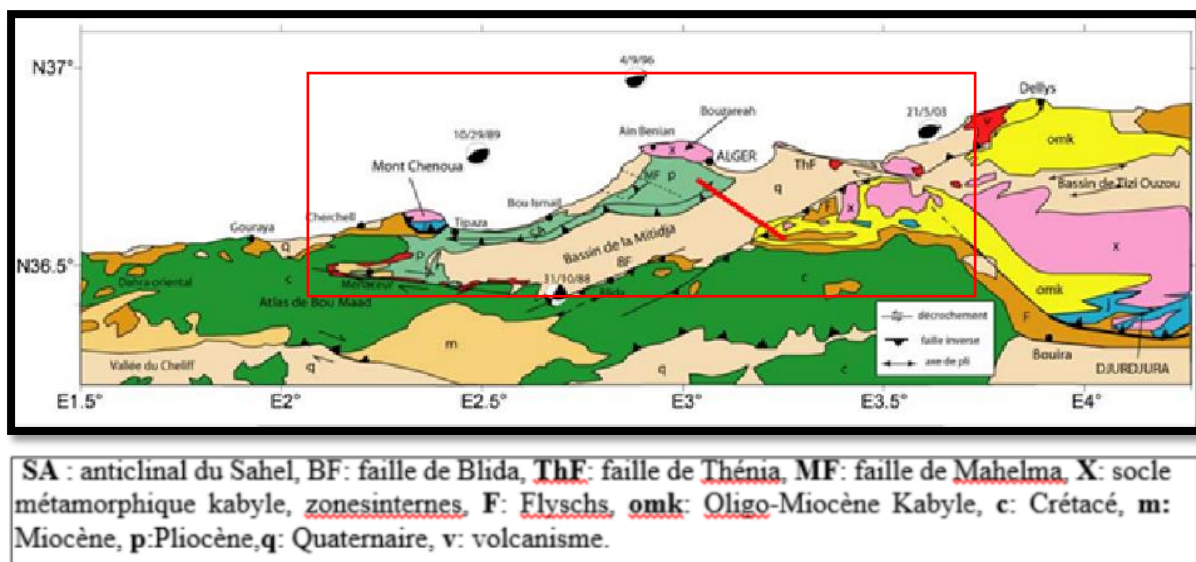 N37°
4/9/96
Dellys
Bouzareah
21/5/03
v
10/29/89
Ain Benian
omk
x
ALGER
Mont Chenoua
ThF
MF
p
Bassin de Tizi Ouzou
q
F
x
Bou Ismail
Cherchell
Tipaza
Gouraya
q
Bassin de la Mitidja
x
p
BF
N36.5°
c
Menaceur
31/10/88
c
Dahra oriental
Blida
Atlas de Bou Maad
omk
décrochement
F
m
faille inverse
Bouira
Vallée du Cheliff
q
q
c
axe de pli
DJURDJURA
E1.5° E2° E2.5° E3° E3.5° E4°
SA : anticlinal du Sahel, BF: faille de Blida, ThF: faille de Thénia, MF: faille de Mahelma, X: socle
métamorphique kabyle, zonesinternes, F: Flyschs, omk: Oligo-Miocène Kabyle, c: Crétacé, m:
Miocène, p:Pliocène,q: Quaternaire, v: volcanisme.